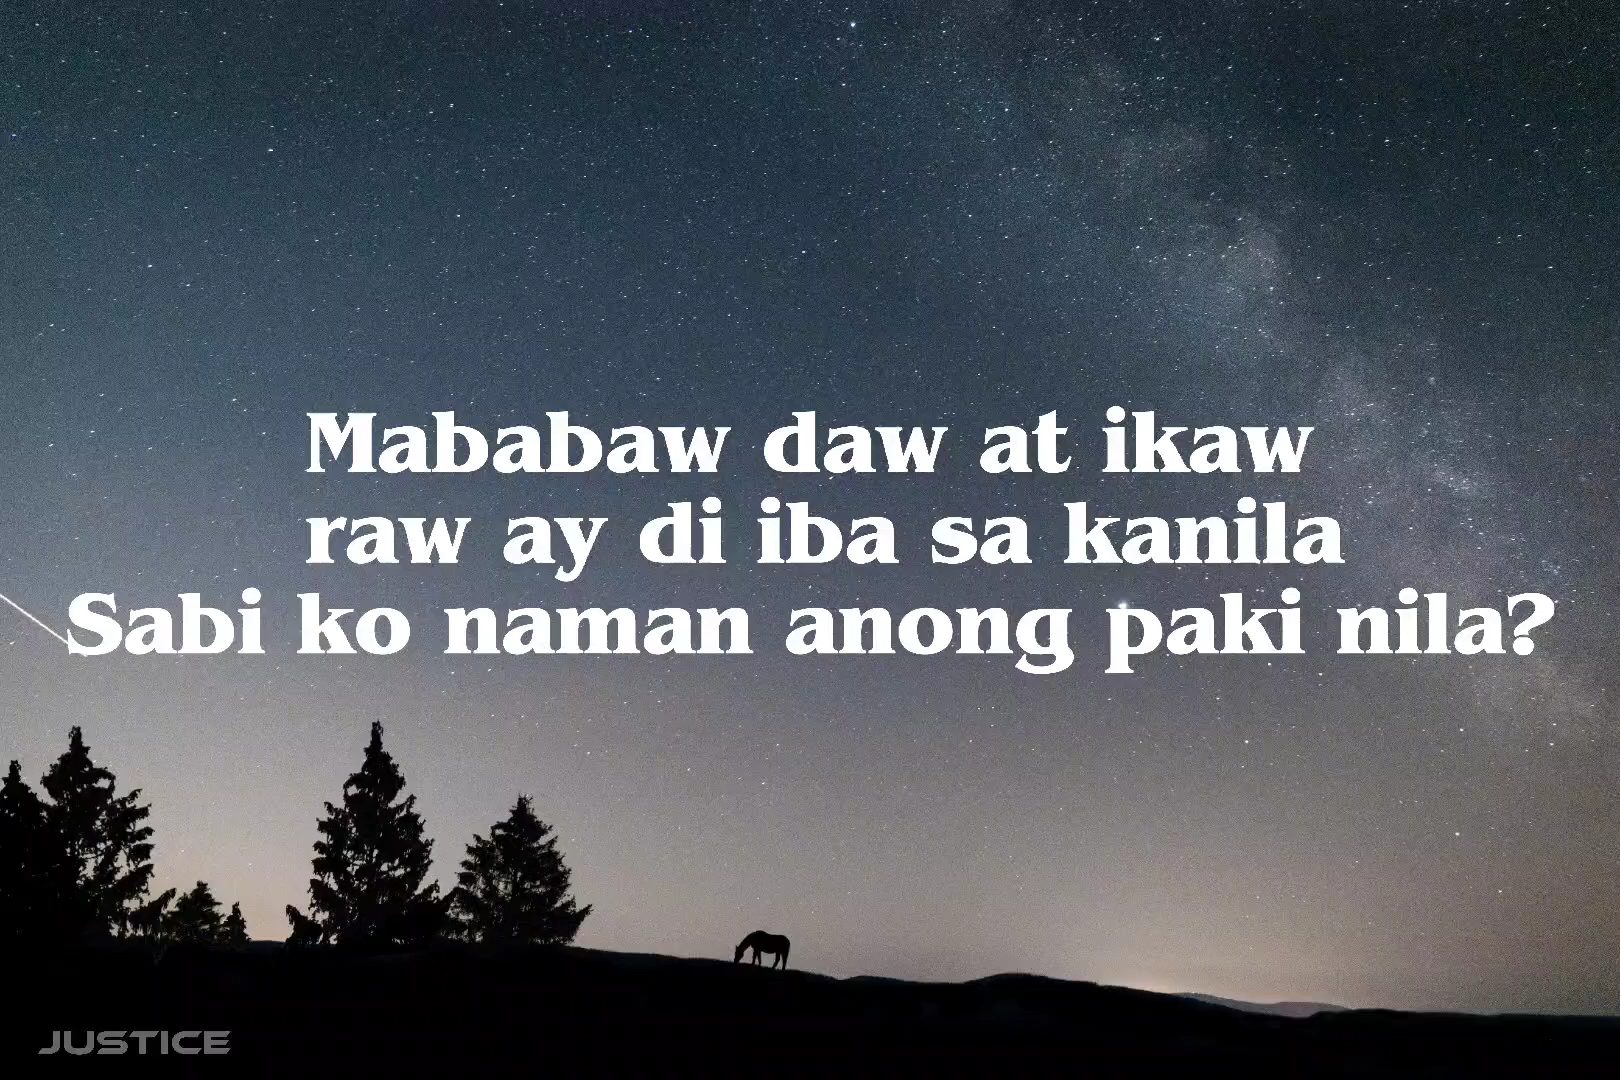 Mababaw daw at ikaw
raw ay di iba sa kanila
Sabi ko naman anong paki nila?
JUSTICE